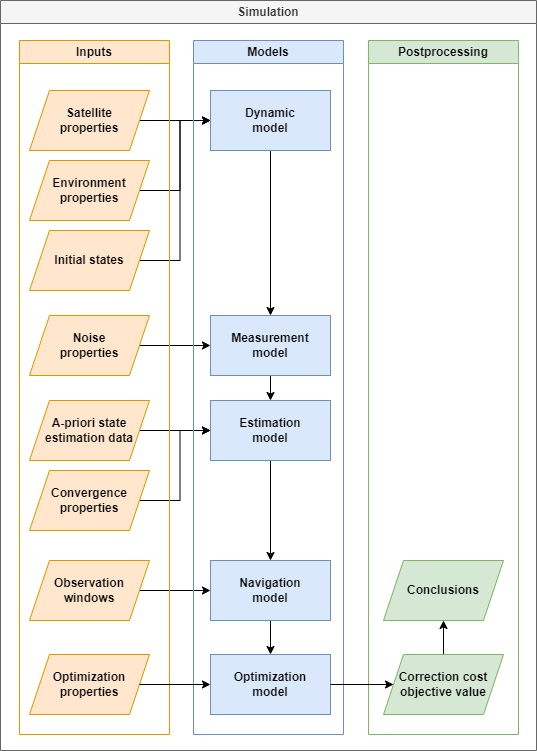 Simulation
Inputs
Models
Postprocessing
Satellite
properties
Dynamic
model
Environment
properties
Initial states
Noise
properties
Measurement
model
A-priori state
estimation data
Estimation
model
Convergence
properties
Observation
windows
Navigation
model
Conclusions
Optimization
properties
Optimization
model
Correction cost
objective value